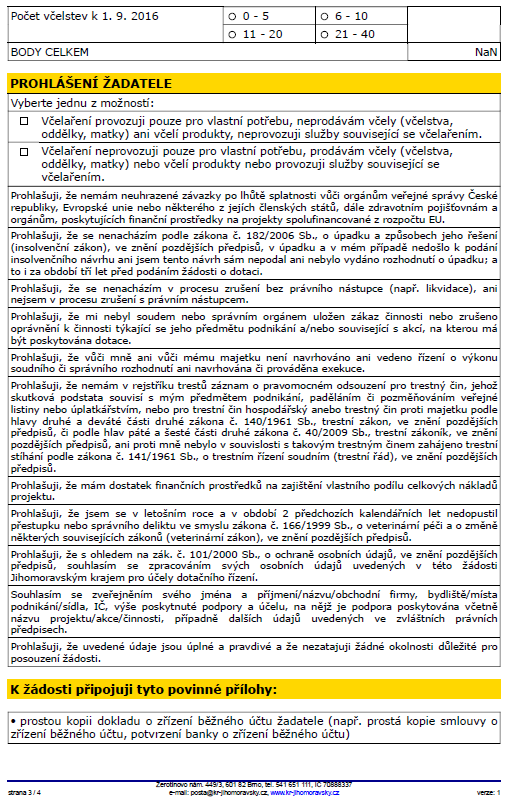 Počet včelstev k 1. 9. 2016
0 - 5
6 - 10
11 - 20
21 - 40
BODY CELKEM NaN
PROHLÁŠENÍ ŽADATELE
Vyberte jednu z možností:
Včelaření provozuji pouze pro vlastní potřebu, neprodávám včely (včelstva,
oddělky, matky) ani včelí produkty, neprovozuji služby související se včelařením.
Včelaření neprovozuji pouze pro vlastní potřebu, prodávám včely (včelstva,
oddělky, matky) nebo včelí produkty nebo provozuji služby související se
včelařením.
Prohlašuji, že nemám neuhrazené závazky po lhůtě splatnosti vůči orgánům veřejné správy České
republiky, Evropské unie nebo některého z jejích členských států, dále zdravotním pojišťovnám a
orgánům, poskytujících finanční prostředky na projekty spolufinancované z rozpočtu EU.
Prohlašuji, že se nenacházím podle zákona č. 182/2006 Sb., o úpadku a způsobech jeho řešení
(insolvenční zákon), ve znění pozdějších předpisů, v úpadku a v mém případě nedošlo k podání
insolvenčního návrhu ani jsem tento návrh sám nepodal ani nebylo vydáno rozhodnutí o úpadku; a
to i za období tří let před podáním žádosti o dotaci.
Prohlašuji, že se nenacházím v procesu zrušení bez právního nástupce (např. likvidace), ani
nejsem v procesu zrušení s právním nástupcem.
Prohlašuji, že mi nebyl soudem nebo správním orgánem uložen zákaz činnosti nebo zrušeno
oprávnění k činnosti týkající se jeho předmětu podnikání a/nebo související s akcí, na kterou má
být poskytována dotace.
Prohlašuji, že vůči mně ani vůči mému majetku není navrhováno ani vedeno řízení o výkonu
soudního či správního rozhodnutí ani navrhována či prováděna exekuce.
Prohlašuji, že nemám v rejstříku trestů záznam o pravomocném odsouzení pro trestný čin, jehož
skutková podstata souvisí s mým předmětem podnikání, paděláním či pozměňováním veřejné
listiny nebo úplatkářstvím, nebo pro trestný čin hospodářský anebo trestný čin proti majetku podle
hlavy druhé a deváté části druhé zákona č. 140/1961 Sb., trestní zákon, ve znění pozdějších
předpisů, či podle hlav páté a šesté části druhé zákona č. 40/2009 Sb., trestní zákoník, ve znění
pozdějších předpisů, ani proti mně nebylo v souvislosti s takovým trestným činem zahájeno trestní
stíhání podle zákona č. 141/1961 Sb., o trestním řízení soudním (trestní řád), ve znění pozdějších
předpisů.
Prohlašuji, že mám dostatek finančních prostředků na zajištění vlastního podílu celkových nákladů
projektu.
Prohlašuji, že jsem se v letošním roce a v období 2 předchozích kalendářních let nedopustil
přestupku nebo správního deliktu ve smyslu zákona č. 166/1999 Sb., o veterinární péči a o změně
některých souvisejících zákonů (veterinární zákon), ve znění pozdějších předpisů.
Prohlašuji, že s ohledem na zák. č. 101/2000 Sb., o ochraně osobních údajů, ve znění pozdějších
předpisů, souhlasím se zpracováním svých osobních údajů uvedených v této žádosti
Jihomoravským krajem pro účely dotačního řízení.
Souhlasím se zveřejněním svého jména a příjmení/názvu/obchodní firmy, bydliště/místa
podnikání/sídla, IČ, výše poskytnuté podpory a účelu, na nějž je podpora poskytována včetně
názvu projektu/akce/činnosti, případně dalších údajů uvedených ve zvláštních právních
předpisech.
Prohlašuji, že uvedené údaje jsou úplné a pravdivé a že nezatajuji žádné okolnosti důležité pro
posouzení žádosti.
K žádosti připojuji tyto povinné přílohy:
• prostou kopii dokladu o zřízení běžného účtu žadatele (např. prostá kopie smlouvy o
zřízení běžného účtu, potvrzení banky o zřízení běžného účtu)
Žerotínovo nám. 449/3, 601 82 Brno, tel. 541 651 111, IČ 70888337
strana 3 / 4 e-mail: posta@kr-jihomoravsky.cz, www.kr-jihomoravsky.cz verze: 1